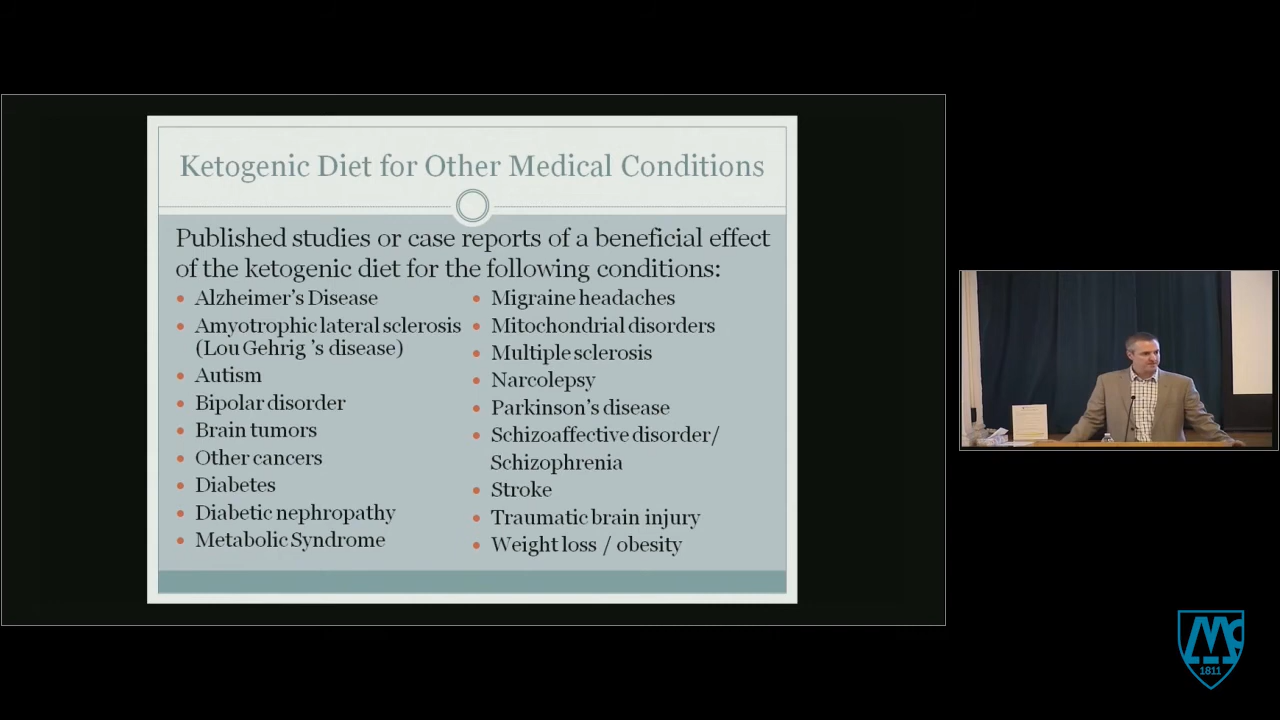 Ketogenic Diet for Other Medical Conditions
Published studies or case reports of a beneficial effect
of the ketogenic diet for the following conditions:
• Alzheimer's Disease
• Amyotrophic lateral sclerosis
(Lou Gehrig 's disease)
• Autism
• Bipolar disorder
• Brain tumors
• Other cancers
• Diabetes
• Diabetic nephropathy
• Metabolic Syndrome
• Migraine headaches
• Mitochondrial disorders
• Multiple sclerosis
• Narcolepsy
• Parkinson's disease
• Schizoaffective disorder/
Schizophrenia
• Stroke
• Traumatic brain injury
• Weight loss / obesity
Mc
1811